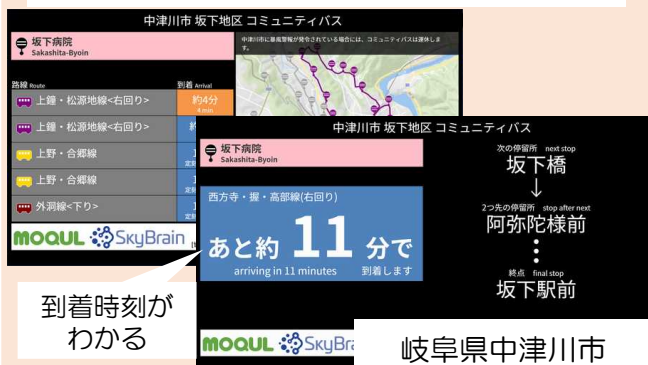 中津川市 坂下地区 コミュニティバス
坂下病院
Sakashita-Byoin
中津川市に暴風警報が発令されている場合には、コミュニティバスは運休しま
す。
路線 Route
到着 Arrival
上鐘・松源地線<右回り>
約4分
4 min
上鐘・松源地線<右回り>
上野・合郷線
上野・合郷線
外洞線<下り>
MOQUL SkyBrain
中津川市 坂下地区 コミュニティバス
坂下病院
Sakashita-Byoin
西方寺・握・高部線(右回り)
あと約 11 分で
arriving in 11 minutes 到着します
次の停留所 next stop
坂下橋
↓
2つ先の停留所 stop after next
阿弥陀様前
終点 final stop
坂下駅前
MOQUL SkyBra
到着時刻が
わかる
岐阜県中津川市